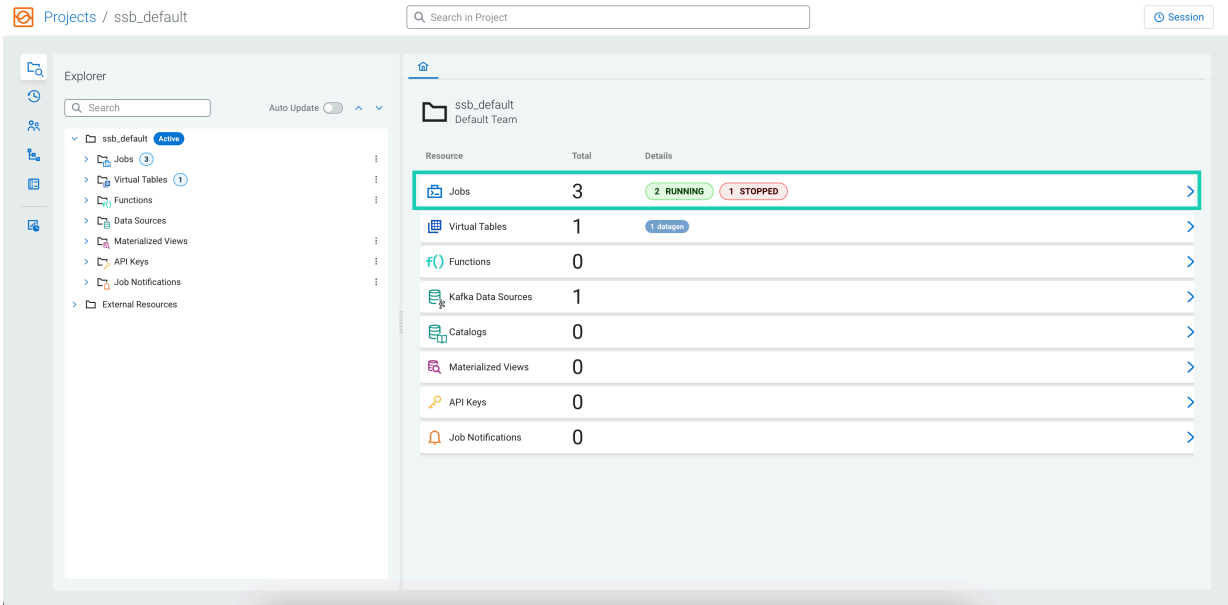 Projects / ssb_default
Search in Project
Session
Explorer
Search
Auto Update
ssb_default Active
Jobs 3
Virtual Tables 1
Functions
Data Sources
Materialized Views
API Keys
Job Notifications
External Resources
ssb_default
Default Team
Resource Total Details
Jobs 3 2 RUNNING 1 STOPPED
Virtual Tables 1 1 datagen
f() Functions 0
Kafka Data Sources 1
Catalogs 0
Materialized Views 0
API Keys 0
Job Notifications 0